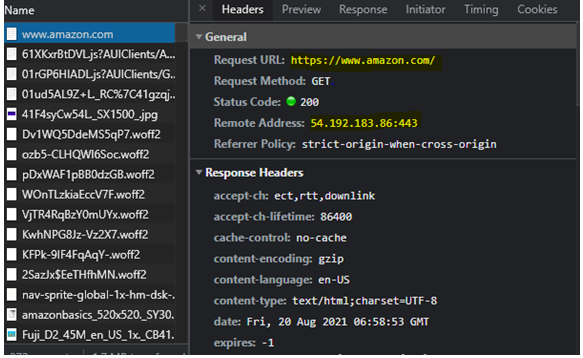 Name
www.amazon.com
61XKxrBtDVL.js?AUIClients/A...
01rGP6HIADL.js?AUIClients/G...
01ud5AL9Z+L._RC%7C41gzqj...
41F4syCw54L_SX1500_.jpg
Dv1WQ5DdeMS5qP7.woff2
ozb5-CLHQWI6Soc.woff2
pDxWAF1pBB0dzGB.woff2
WOnTLzkiaEccV7F.woff2
VjTR4RqBzY0mUYx.woff2
KwhNPG8Jz-Vz2X7.woff2
KFPk-9IF4FqAqY-.woff2
2SazJx$EeTHfhMN.woff2
nav-sprite-global-1x-hm-dsk-...
amazonbasics_520x520._SY30...
Fuji_D2_45M_en_US_1x._CB41...
Headers Preview Response Initiator Timing Cookies
General
Request URL: https://www.amazon.com/
Request Method: GET
Status Code: 200
Remote Address: 54.192.183.86:443
Referrer Policy: strict-origin-when-cross-origin
Response Headers
accept-ch: ect,rtt,downlink
accept-ch-lifetime: 86400
cache-control: no-cache
content-encoding: gzip
content-language: en-US
content-type: text/html;charset=UTF-8
date: Fri, 20 Aug 2021 06:58:53 GMT
expires: -1